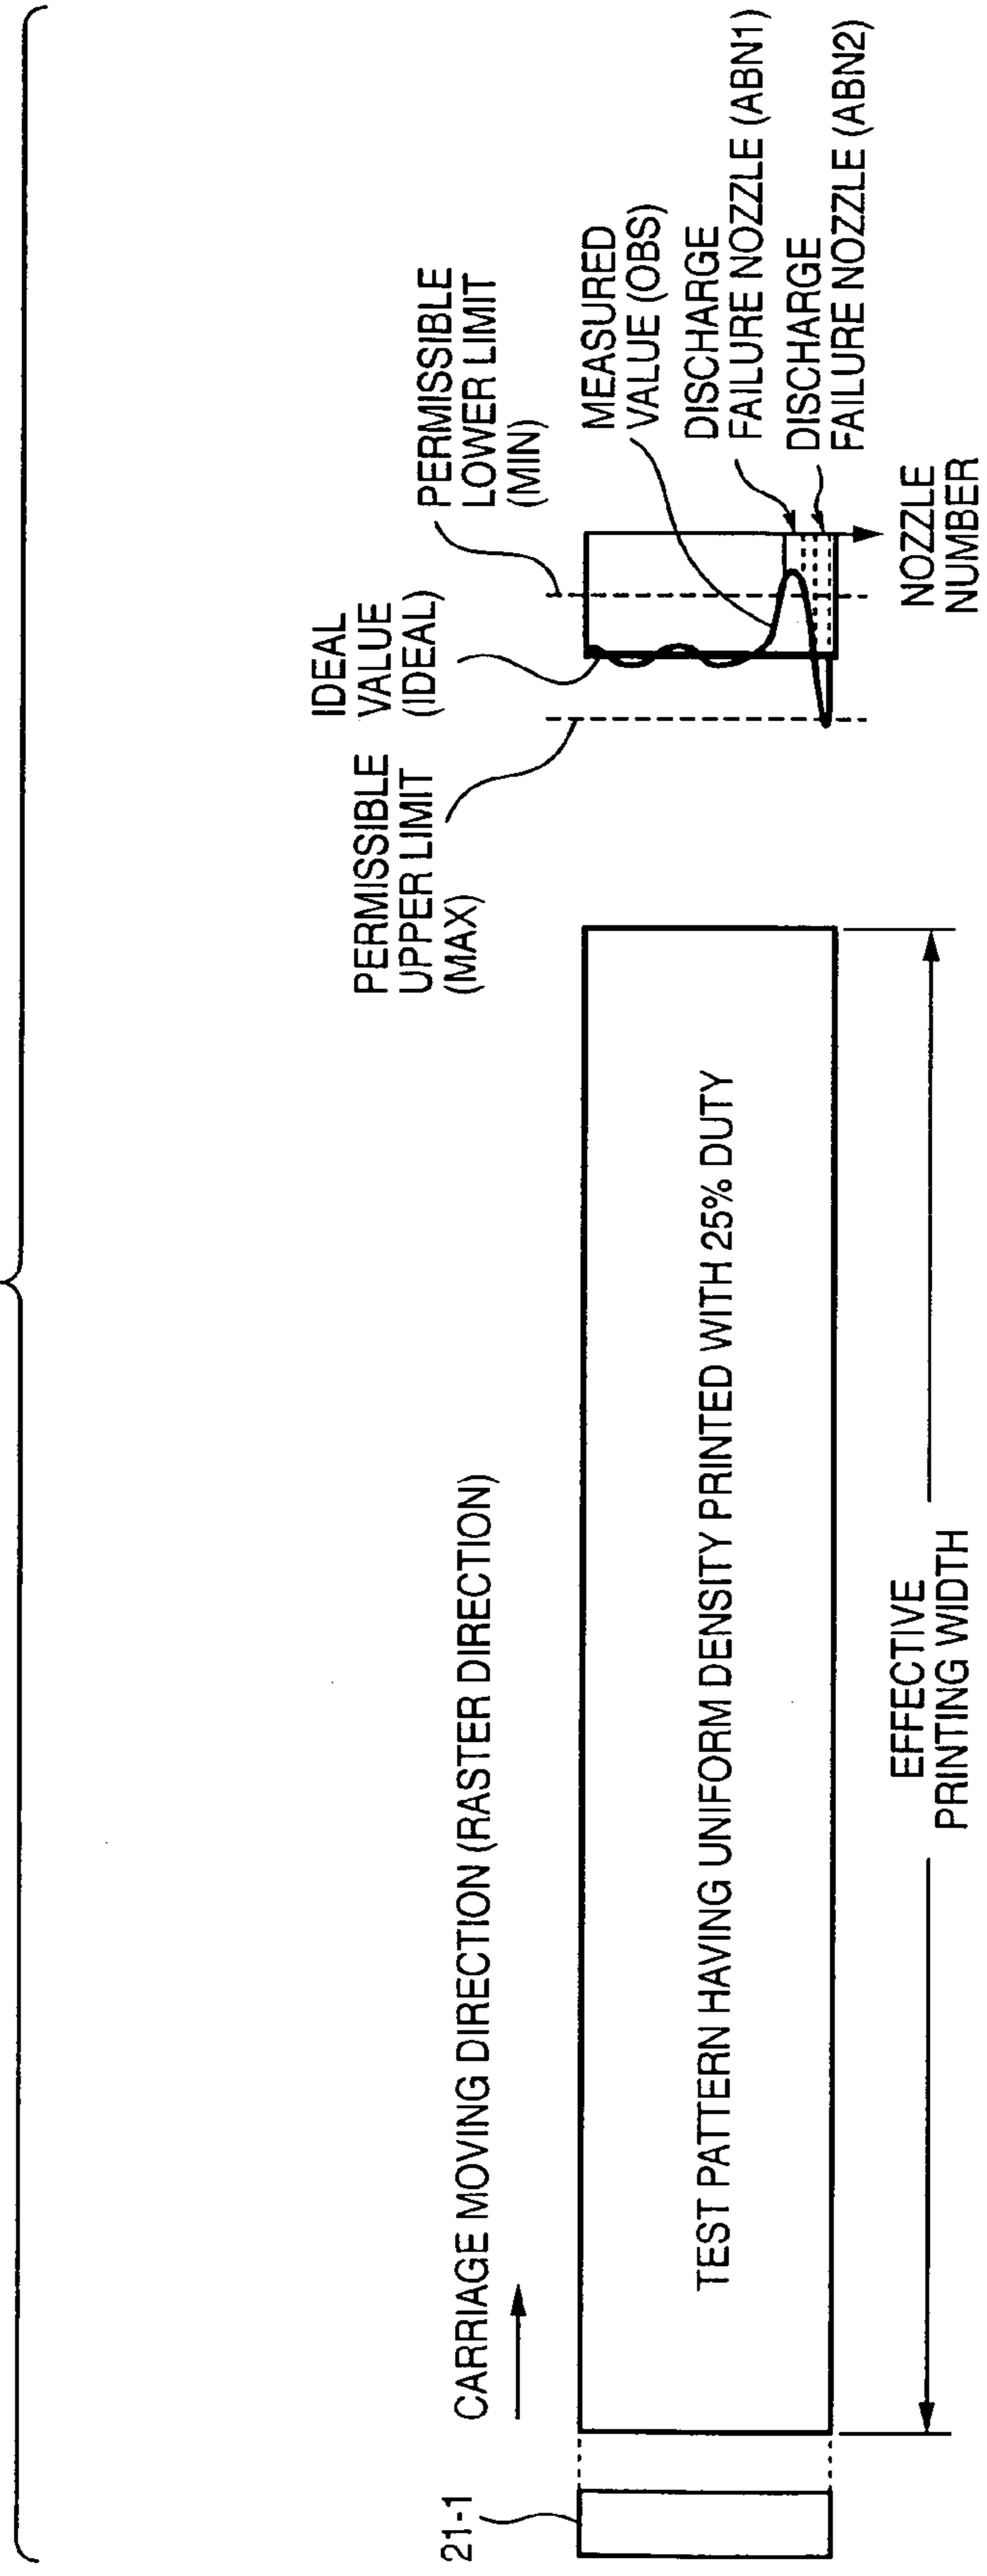 21-1
CARRIAGE MOVING DIRECTION (RASTER DIRECTION)
TEST PATTERN HAVING UNIFORM DENSITY PRINTED WITH 25% DUTY
EFFECTIVE
PRINTING WIDTH
PERMISSIBLE
UPPER LIMIT
(MAX)
IDEAL
VALUE
(IDEAL)
PERMISSIBLE
LOWER LIMIT
(MIN)
MEASURED
VALUE (OBS)
DISCHARGE
FAILURE NOZZLE (ABN1)
DISCHARGE
FAILURE NOZZLE (ABN2)
NOZZLE
NUMBER